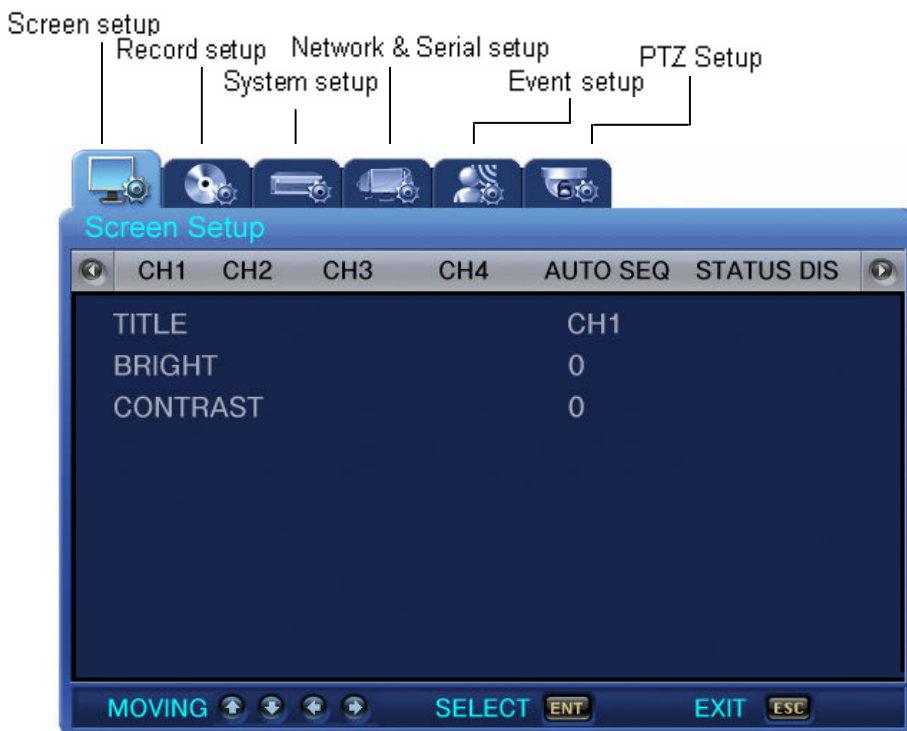 Screen setup
Record setup
Network & Serial setup
PTZ Setup
System setup
Event setup
Screen Setup
CH1 CH2 CH3 CH4 AUTO SEQ STATUS DIS
TITLE CH1
BRIGHT 0
CONTRAST 0
MOVING SELECT ENT EXIT ESC